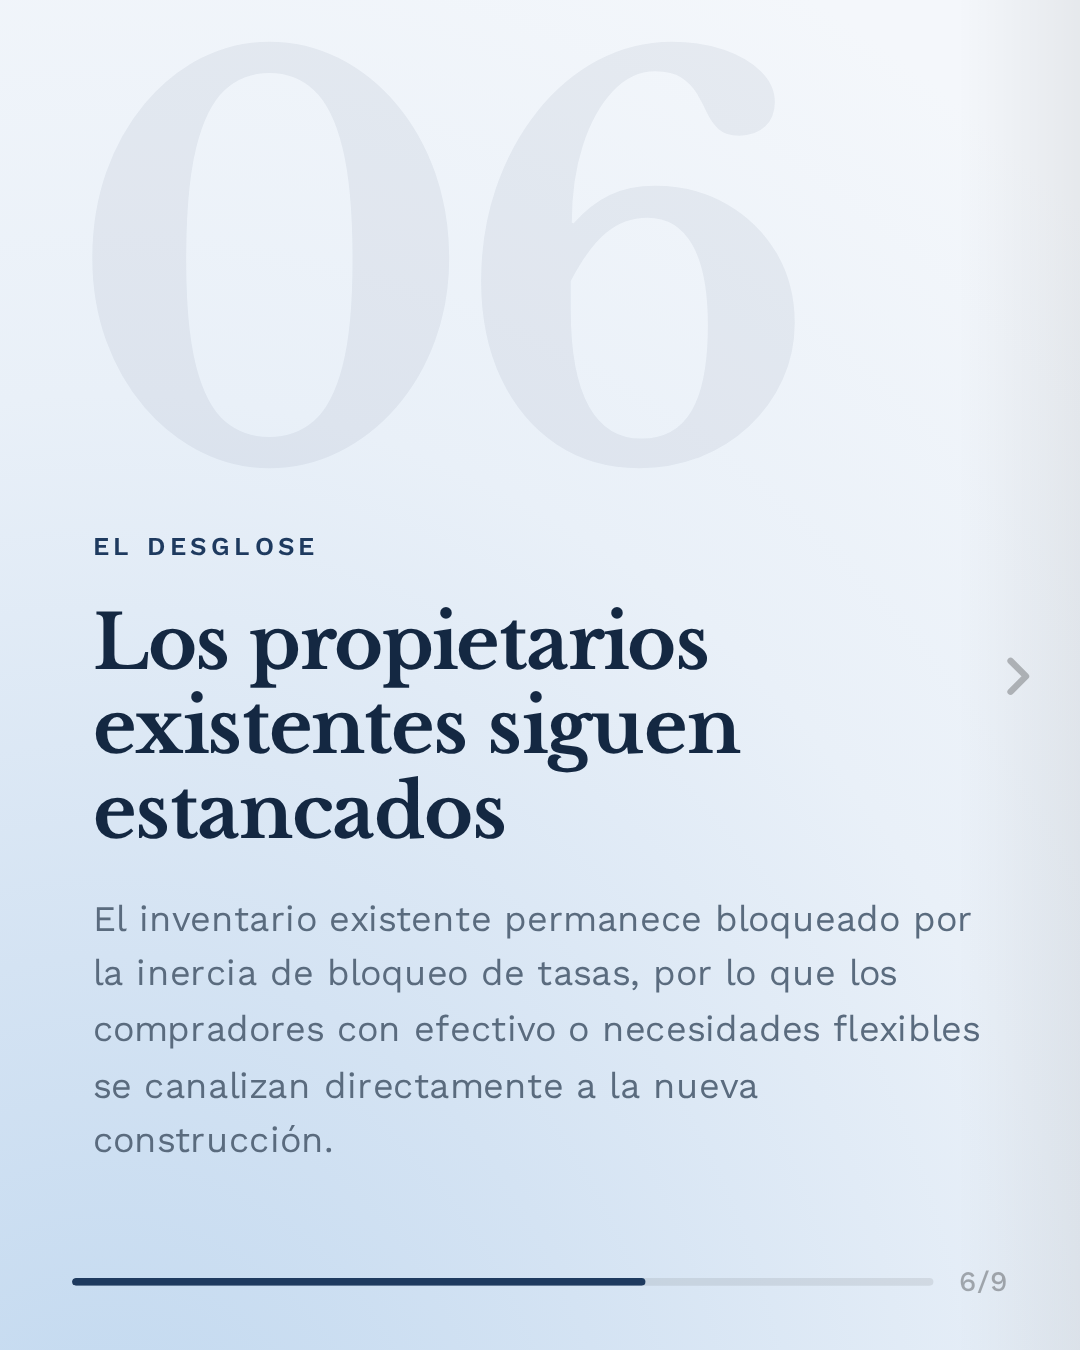 06
EL DESGLOSE
Los propietarios
existentes siguen
estancados
El inventario existente permanece bloqueado por
la inercia de bloqueo de tasas, por lo que los
compradores con efectivo o necesidades flexibles
se canalizan directamente a la nueva
construcción.
6/9